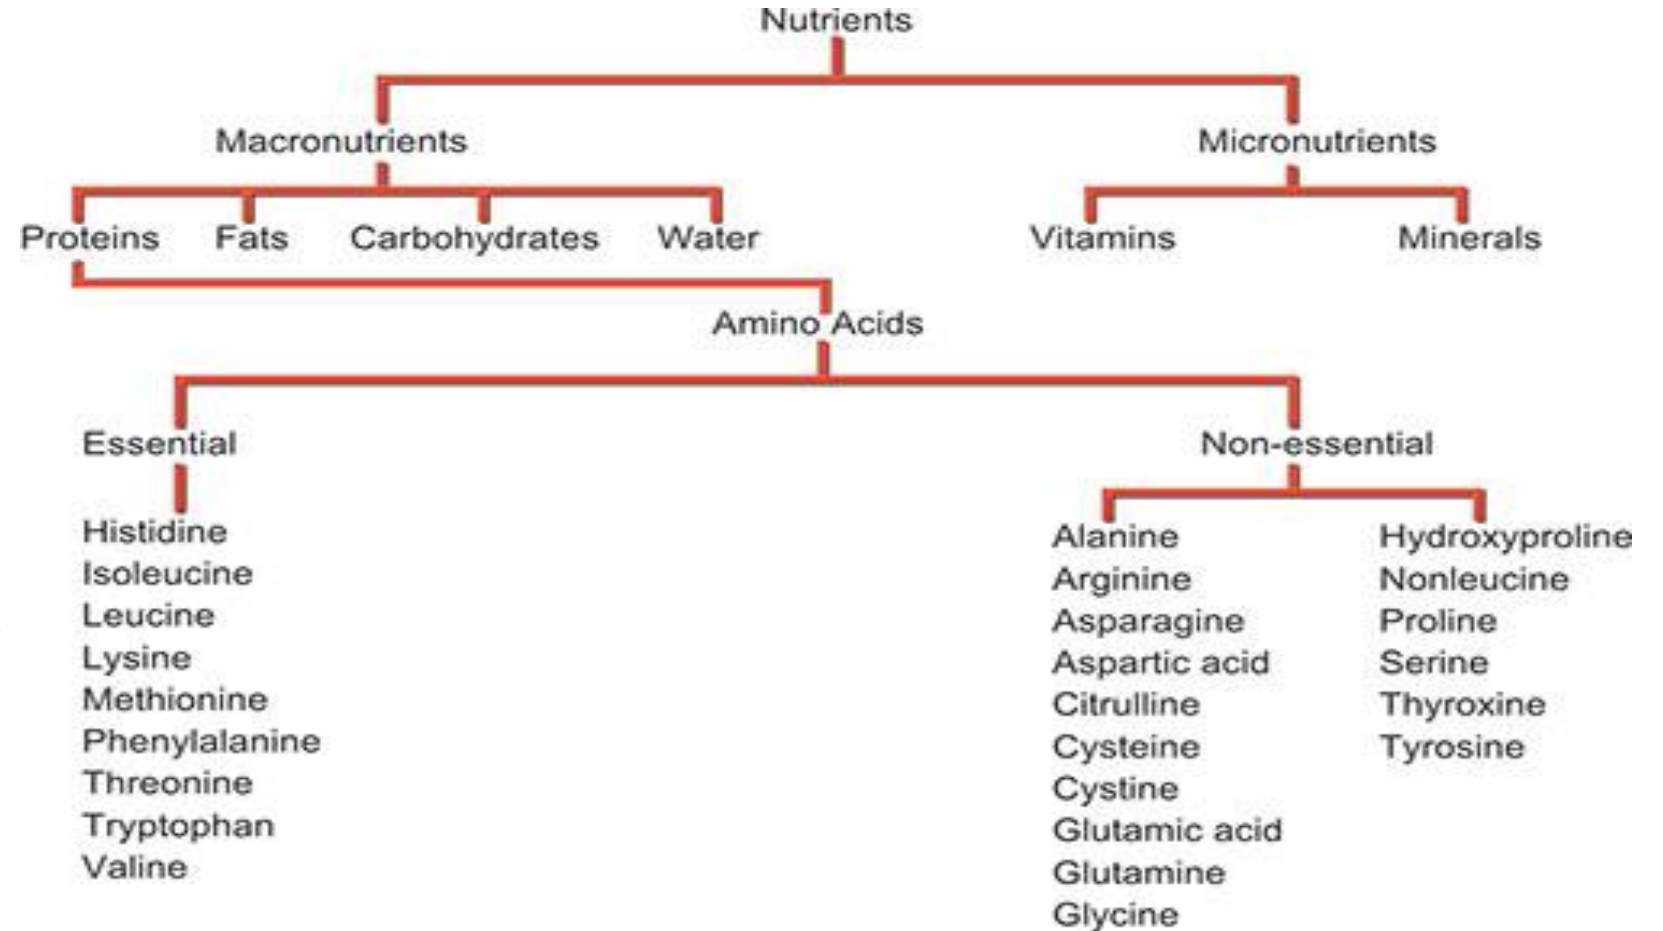 Nutrients
Macronutrients Micronutrients
Proteins Fats Carbohydrates Water Vitamins Minerals
Amino Acids
Essential Non-essential
Histidine
Isoleucine
Leucine
Lysine
Methionine
Phenylalanine
Threonine
Tryptophan
Valine
Alanine
Arginine
Asparagine
Aspartic acid
Citrulline
Cysteine
Cystine
Glutamic acid
Glutamine
Glycine
Hydroxyproline
Nonleucine
Proline
Serine
Thyroxine
Tyrosine